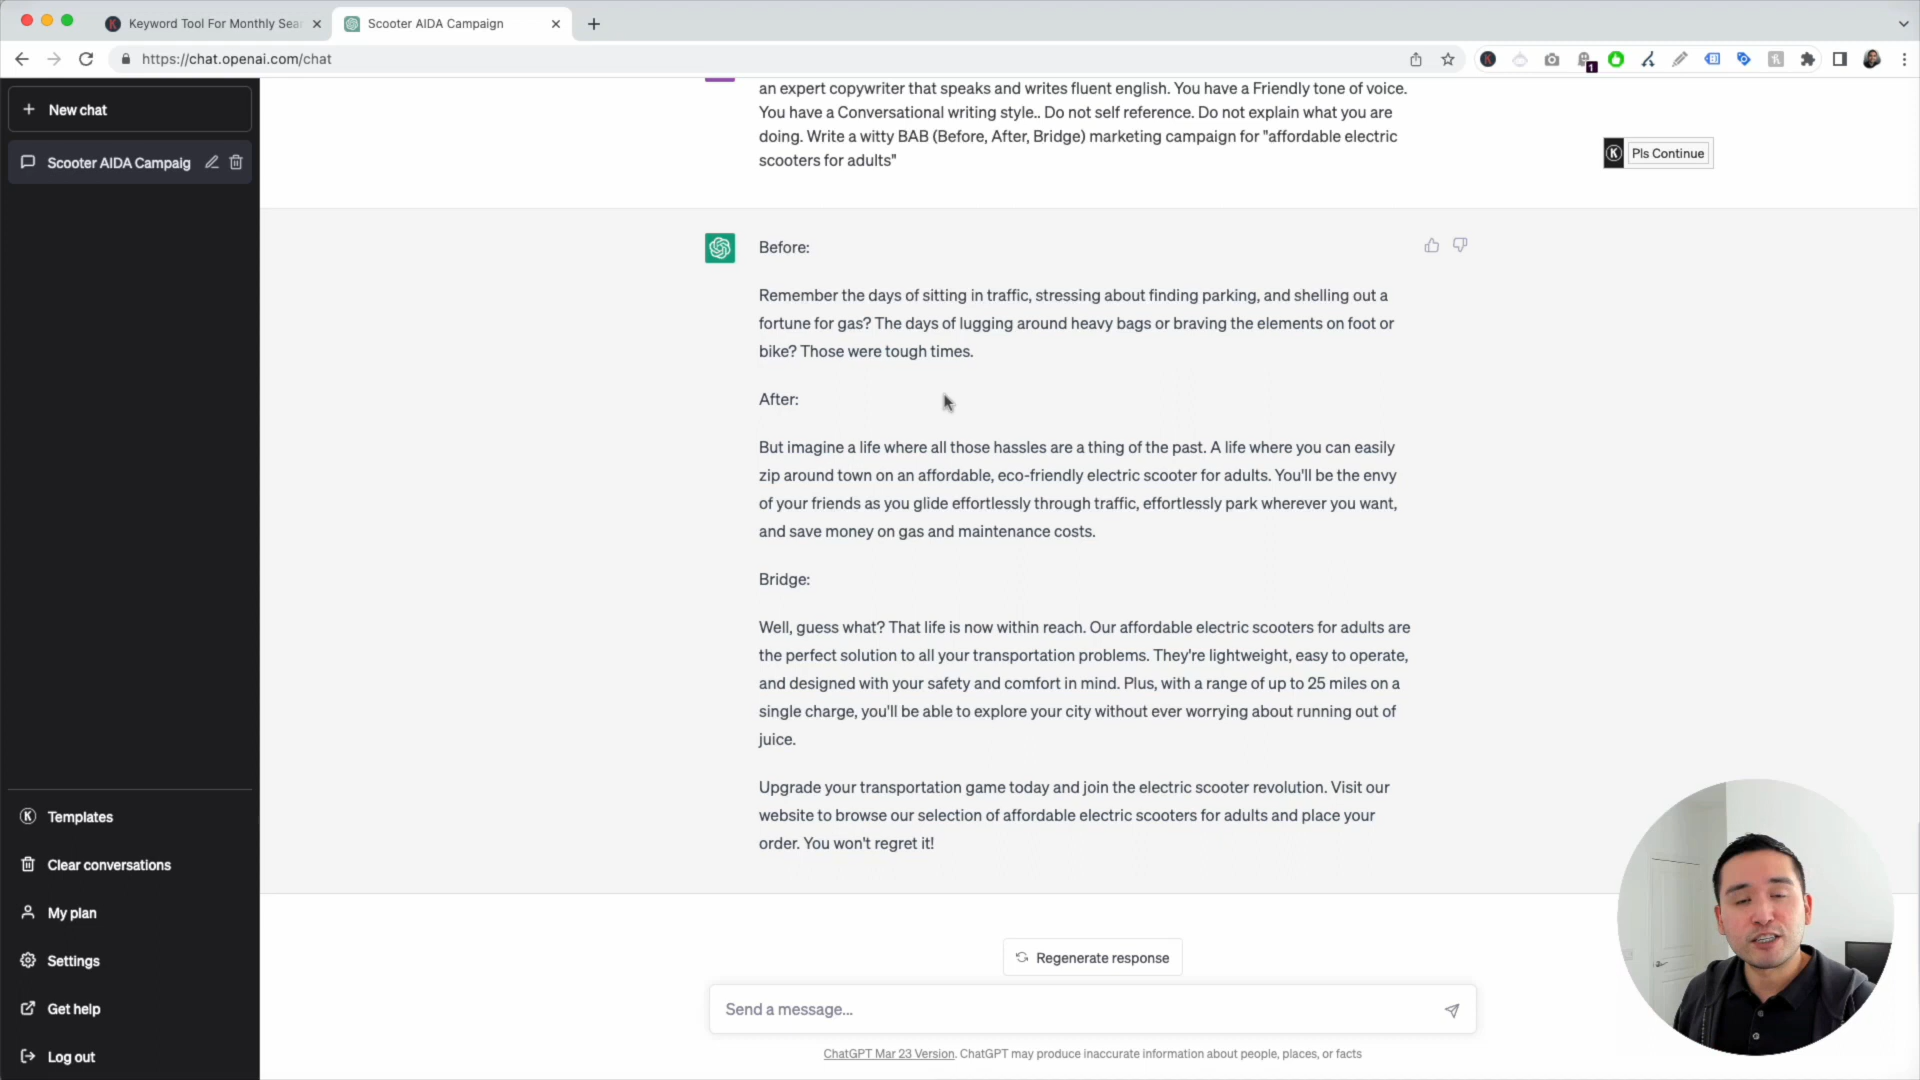 Keyword Tool For Monthly Sea
Scooter AIDA Campaign
https://chat.openai.com/chat
1
New chat
Scooter AIDA Campaig
an expert copywriter that speaks and writes fluent english. You have a Friendly tone of voice.
You have a Conversational writing style.. Do not self reference. Do not explain what you are
doing. Write a witty BAB (Before, After, Bridge) marketing campaign for "affordable electric
scooters for adults"
K Pls Continue
Before:
Remember the days of sitting in traffic, stressing about finding parking, and shelling out a
fortune for gas? The days of lugging around heavy bags or braving the elements on foot or
bike? Those were tough times.
After:
But imagine a life where all those hassles are a thing of the past. A life where you can easily
zip around town on an affordable, eco-friendly electric scooter for adults. You'll be the envy
of your friends as you glide effortlessly through traffic, effortlessly park wherever you want,
and save money on gas and maintenance costs.
Bridge:
Well, guess what? That life is now within reach. Our affordable electric scooters for adults are
the perfect solution to all your transportation problems. They're lightweight, easy to operate,
and designed with your safety and comfort in mind. Plus, with a range of up to 25 miles on a
single charge, you'll be able to explore your city without ever worrying about running out of
juice.
Upgrade your transportation game today and join the electric scooter revolution. Visit our
website to browse our selection of affordable electric scooters for adults and place your
order. You won't regret it!
Templates
Clear conversations
My plan
Settings
Get help
Log out
Regenerate response
Send a message...
ChatGPT Mar 23 Version. ChatGPT may produce inaccurate information about people, places, or facts